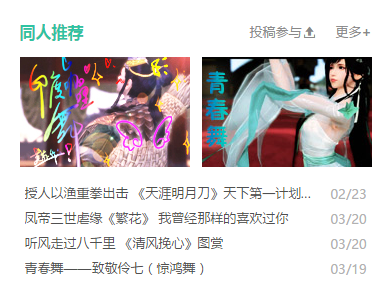 同人推荐 投稿参与 更多+
青春舞
授人以渔重拳出击 《天涯明月刀》天下第一计划... 02/23
凤帝三世虐缘《繁花》 我曾经那样的喜欢过你 03/20
听风走过八千里 《清风挽心》图赏 03/20
青春舞——致敬伶七（惊鸿舞） 03/19